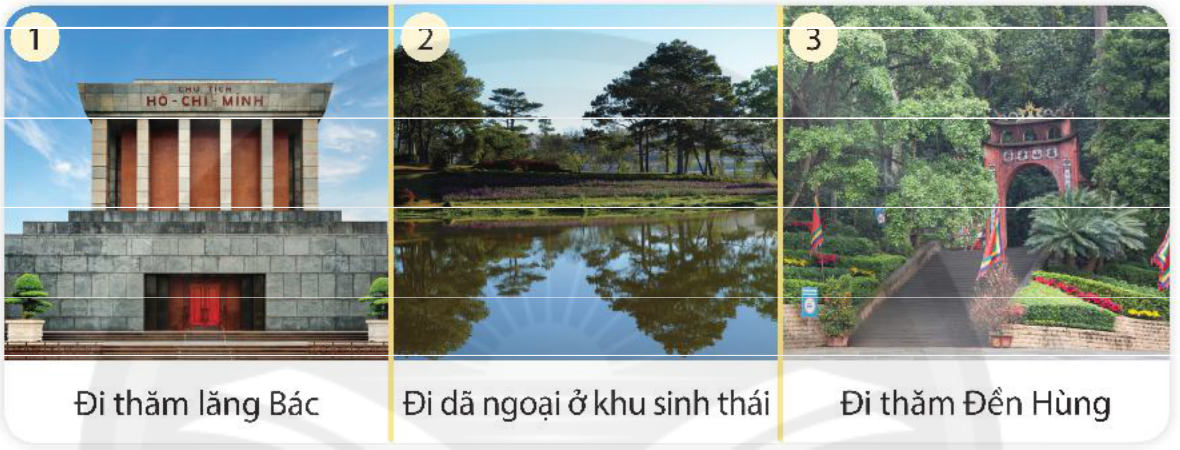 1
CHỦ TỊCH
HỒ-CHÍ-MINH
2
3
Đi thăm lăng Bác
Đi dã ngoại ở khu sinh thái
Đi thăm Đền Hùng